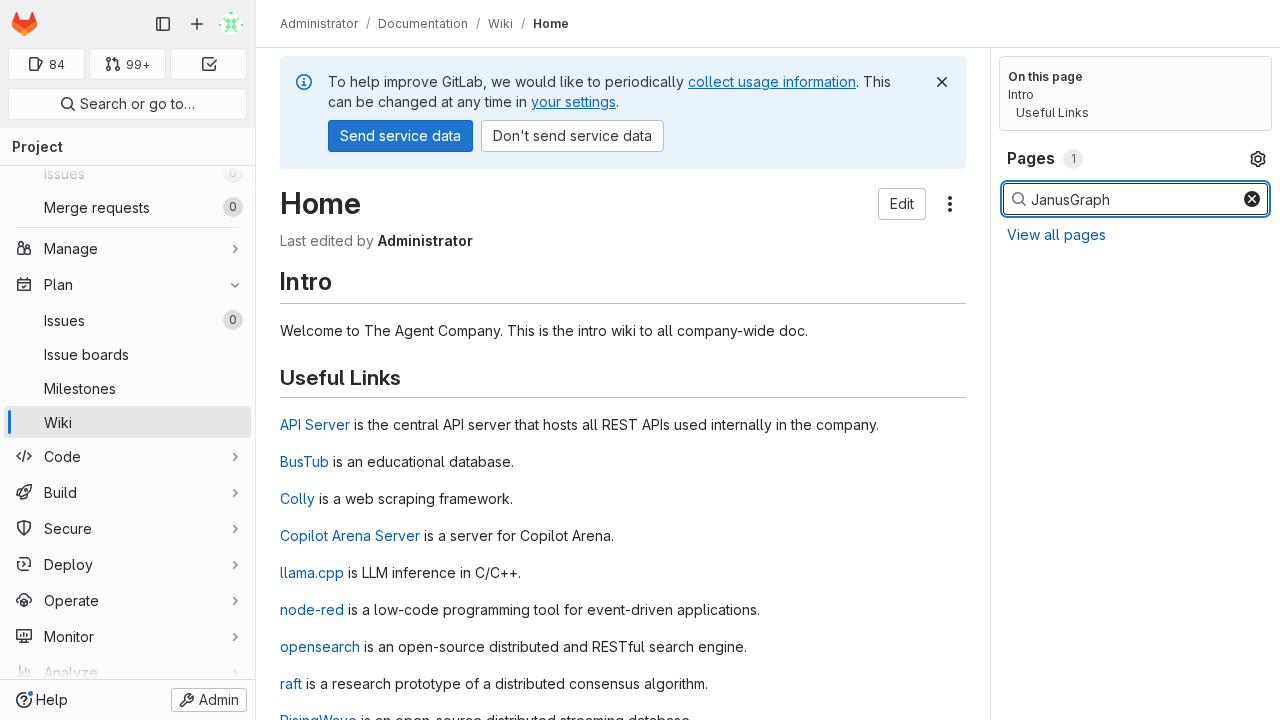 Administrator / Documentation / Wiki / Home
84
99+
Search or go to…
Project
Issues 0
Merge requests 0
Manage
Plan
Issues 0
Issue boards
Milestones
Wiki
Code
Build
Secure
Deploy
Operate
Monitor
Analyze
Help
Admin
To help improve GitLab, we would like to periodically collect usage information. This
can be changed at any time in your settings.
Send service data
Don't send service data
Home
Edit
Last edited by Administrator
Intro
Welcome to The Agent Company. This is the intro wiki to all company-wide doc.
Useful Links
API Server is the central API server that hosts all REST APIs used internally in the company.
BusTub is an educational database.
Colly is a web scraping framework.
Copilot Arena Server is a server for Copilot Arena.
llama.cpp is LLM inference in C/C++.
node-red is a low-code programming tool for event-driven applications.
opensearch is an open-source distributed and RESTful search engine.
raft is a research prototype of a distributed consensus algorithm.
RisingWave is an open-source distributed streaming database.
On this page
Intro
Useful Links
Pages 1
JanusGraph
View all pages